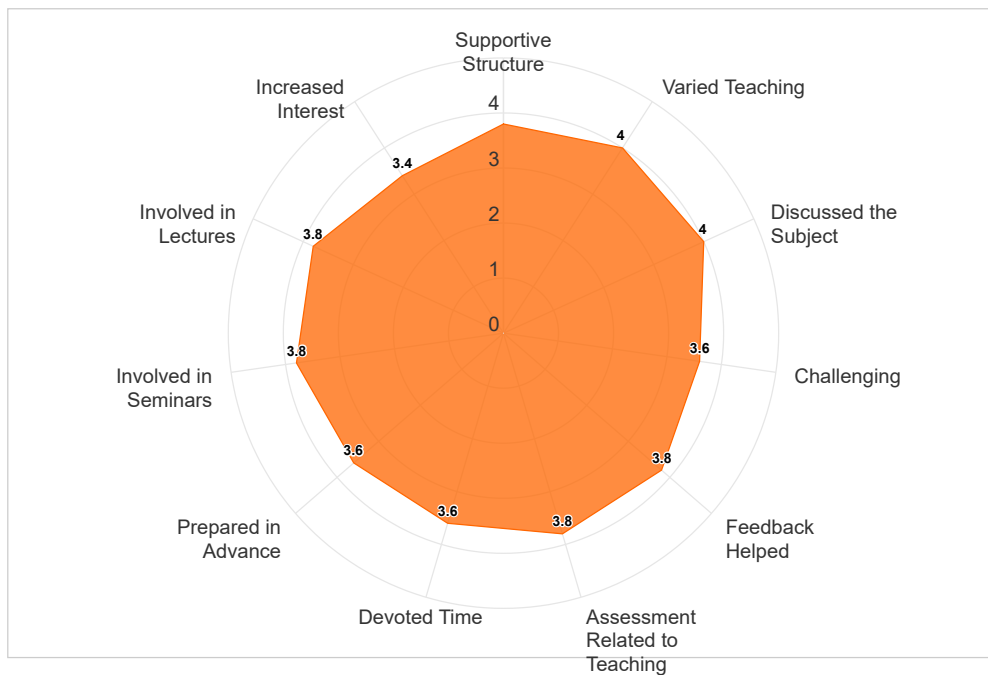 Supportive
Structure
Increased
Interest
Varied Teaching
4
4
3.4
3
Involved in
Lectures
Discussed the
Subject
3.8
2
4
1
0
3.8
3.6
Involved in
Seminars
Challenging
3.6
3.8
3.6
3.8
Prepared in
Advance
Feedback
Helped
Devoted Time
Assessment
Related to
Teaching